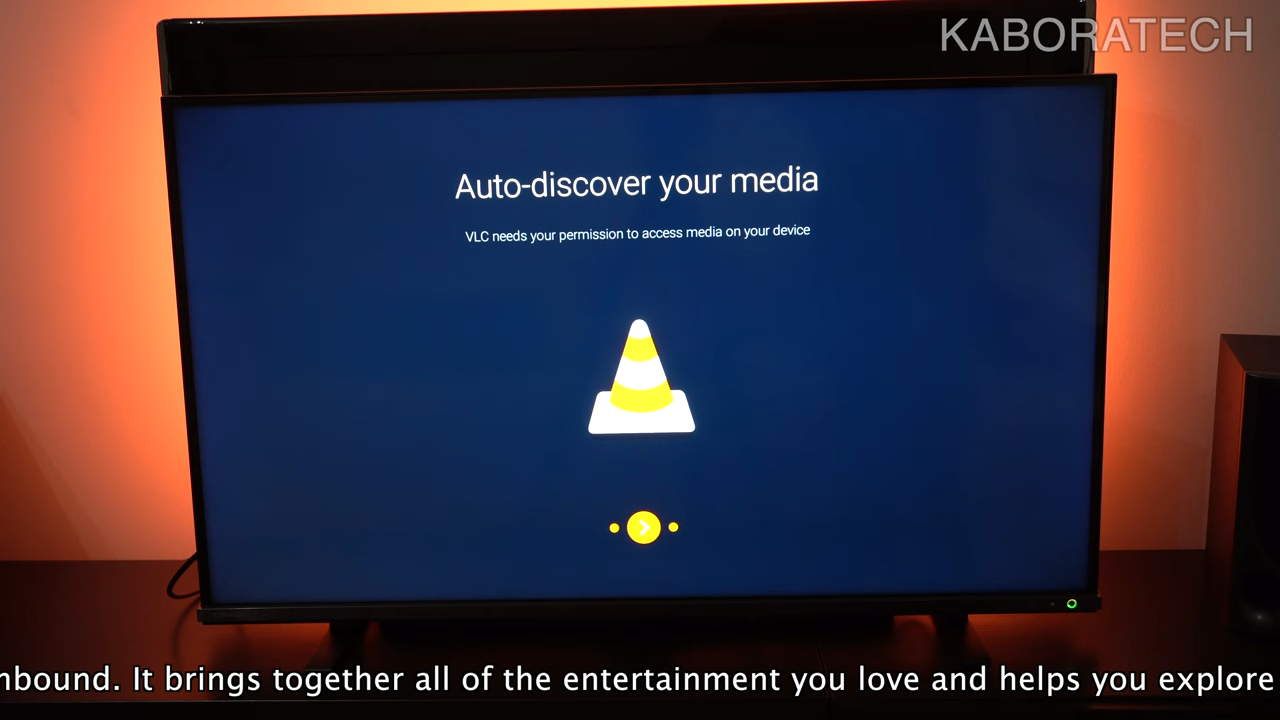 KABORATECH
Auto-discover your media
VLC needs your permission to access media on your device
. It brings together all of the entertainment you love and helps you explore